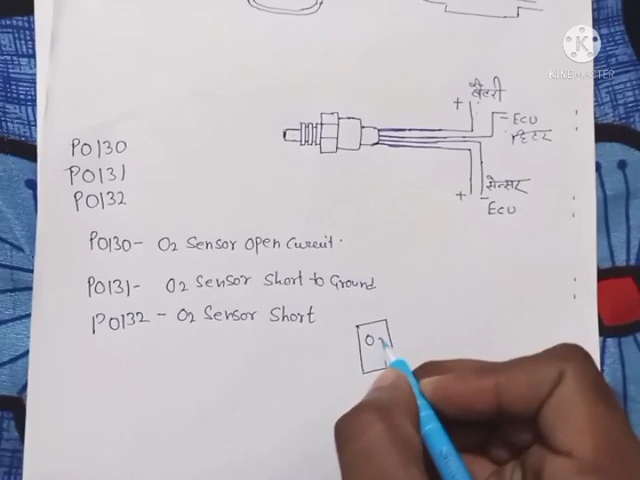 KINEMASTER
बैटरी
+
- ECU
हिटर
P0130
P0131
P0132
सेन्सर
+ -
ECU
P0130- O2 Sensor open Cureuit.
P0131- O2 Sensor Short to Ground
P0132- O2 Sensor Short
O2